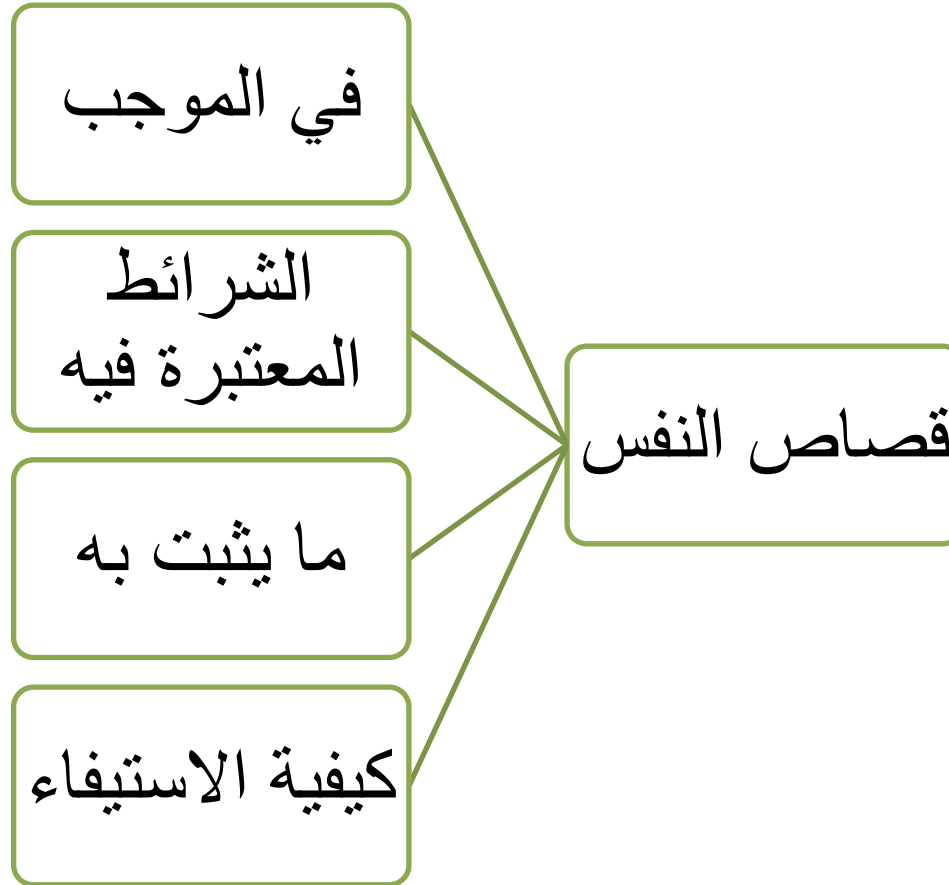 قصاص النفس
في الموجب
الشرائط
المعتبرة فيه
ما يثبت به
كيفية الاستيفاء